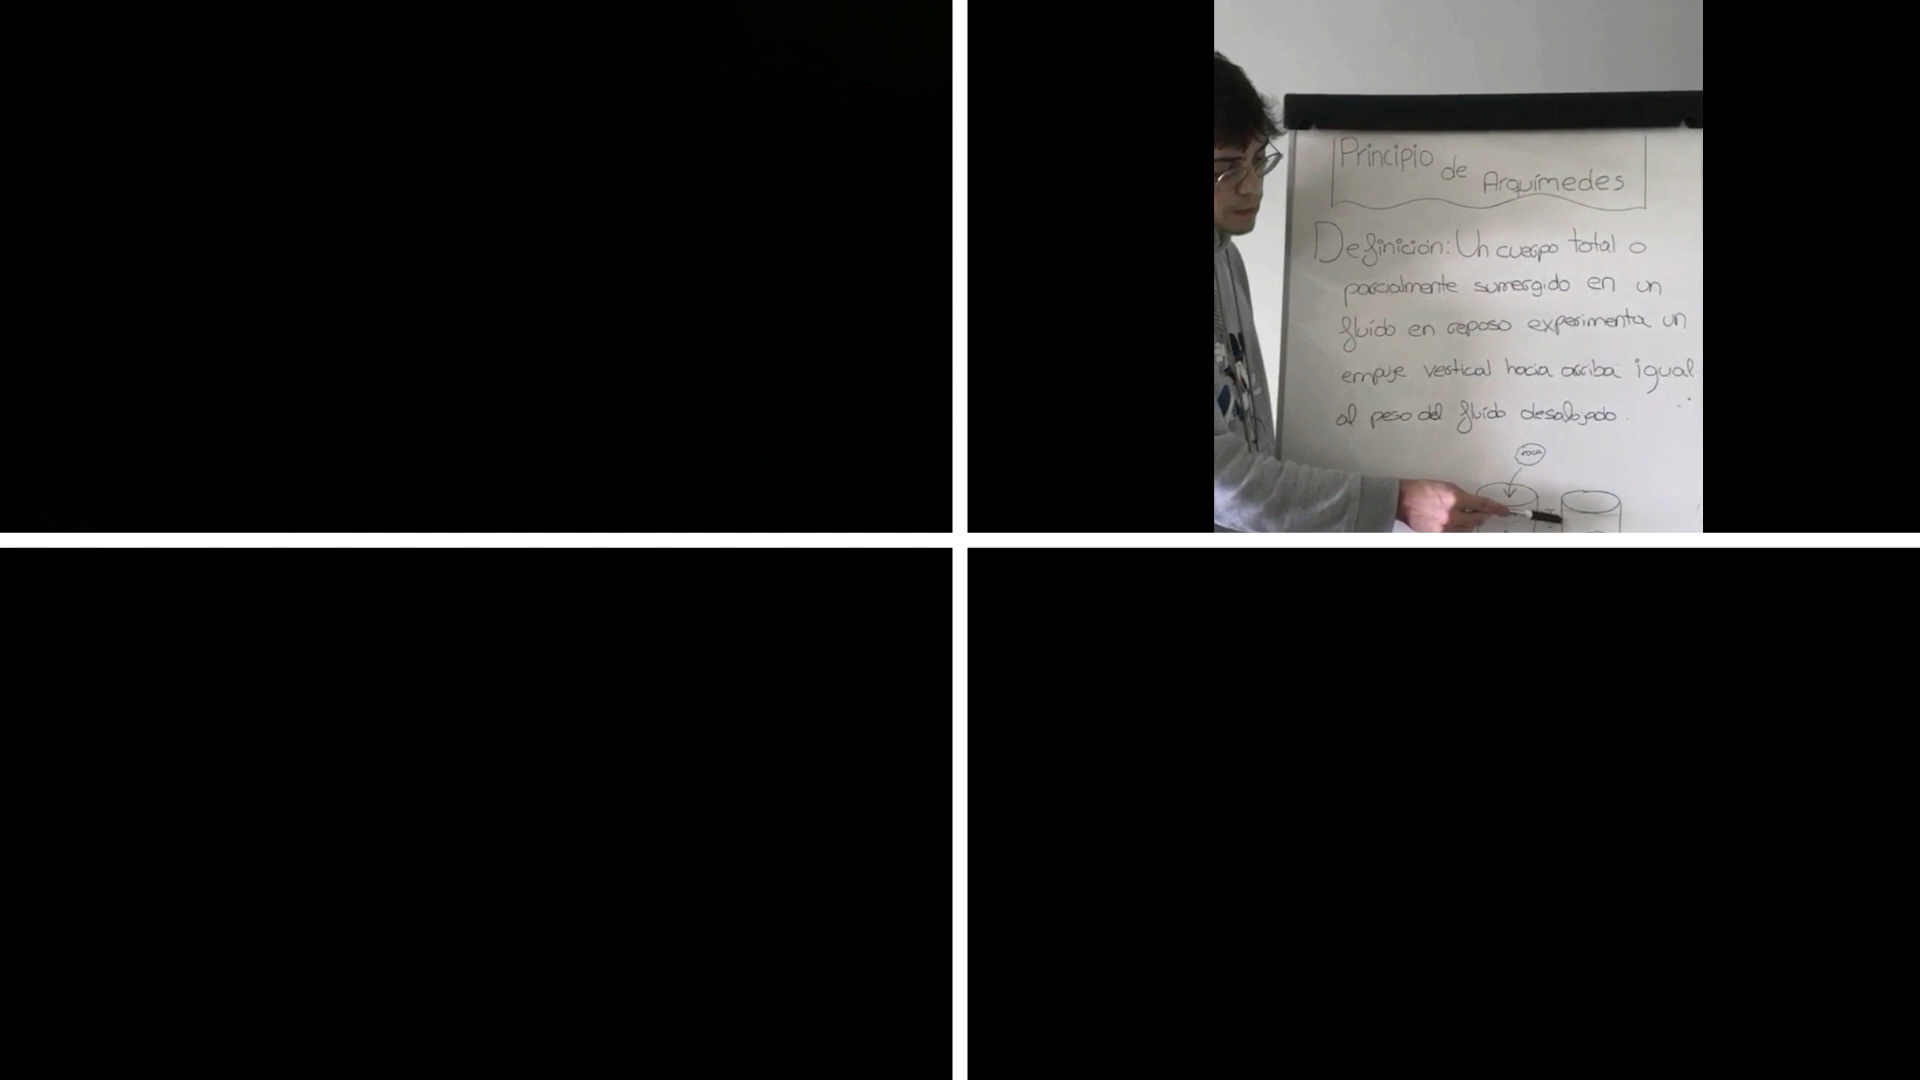 Principio de Arquímedes
Definición: Un cuerpo total o
parcialmente sumergido en un
fluido en reposo experimenta un
empuje vertical hacia arriba igual
al peso del fluido desalojado.
roca